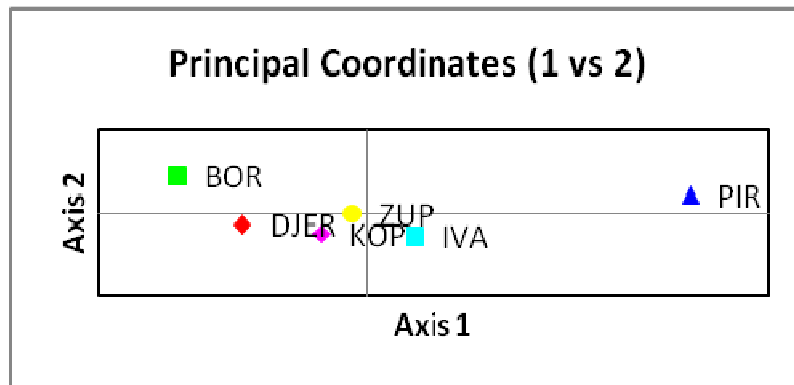 Principal Coordinates (1 vs 2)
Axis 2
BOR
PIR
ZUP
DJER
KOP
IVA
Axis 1